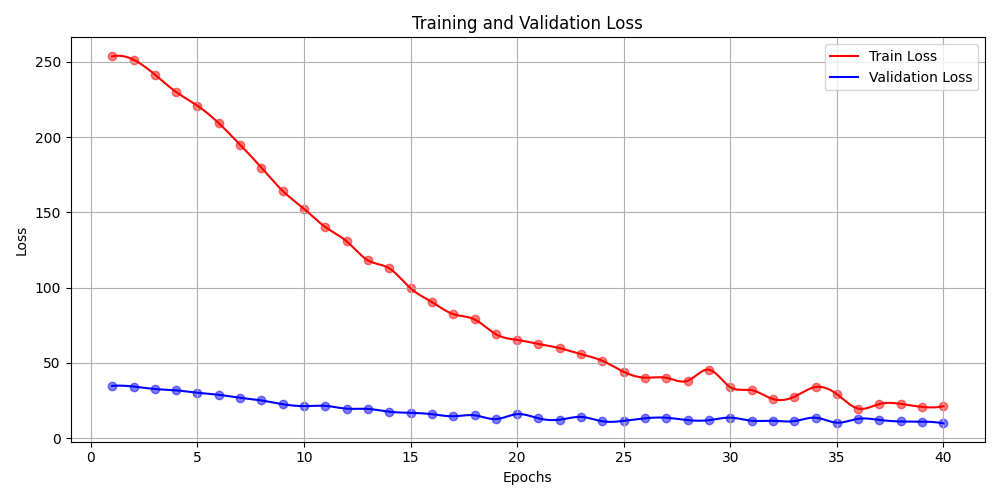 Training and Validation Loss
Train Loss
Validation Loss
Loss
250
200
150
100
50
0
0 5 10 15 20 25 30 35 40
Epochs